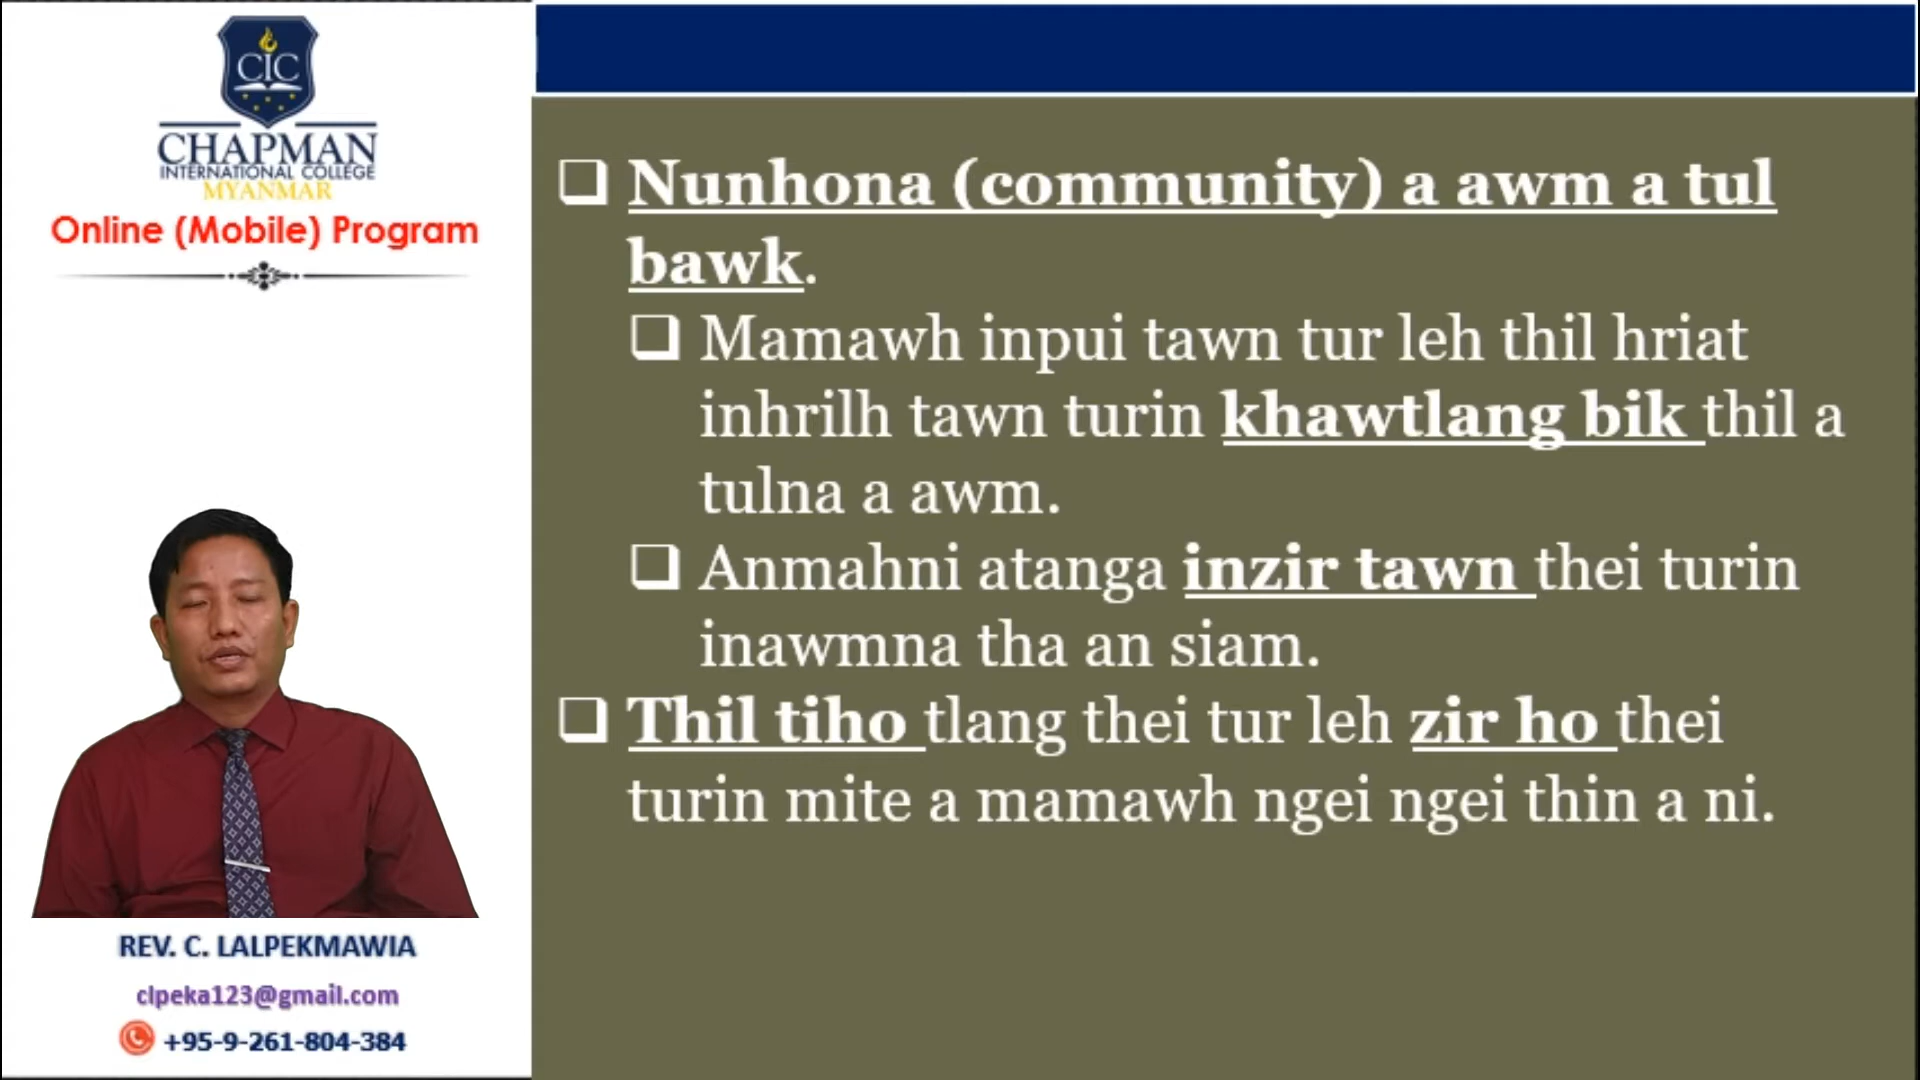 CIC
CHAPMAN
INTERNATIONAL COLLEGE
MYANMAR
Online (Mobile) Program
REV. C. LALPEKMAWIA
clpeka123@gmail.com
+95-9-261-804-384
Nunhona (community) a awm a tul
bawk.
Mamawh inpui tawn tur leh thil hriat
inhrilh tawn turin khawtlang bik thil a
tulna a awm.
Anmahni atanga inzir tawn thei turin
inawmna tha an siam.
Thil tiho tlang thei tur leh zir ho thei
turin mite a mamawh ngei ngei thin a ni.